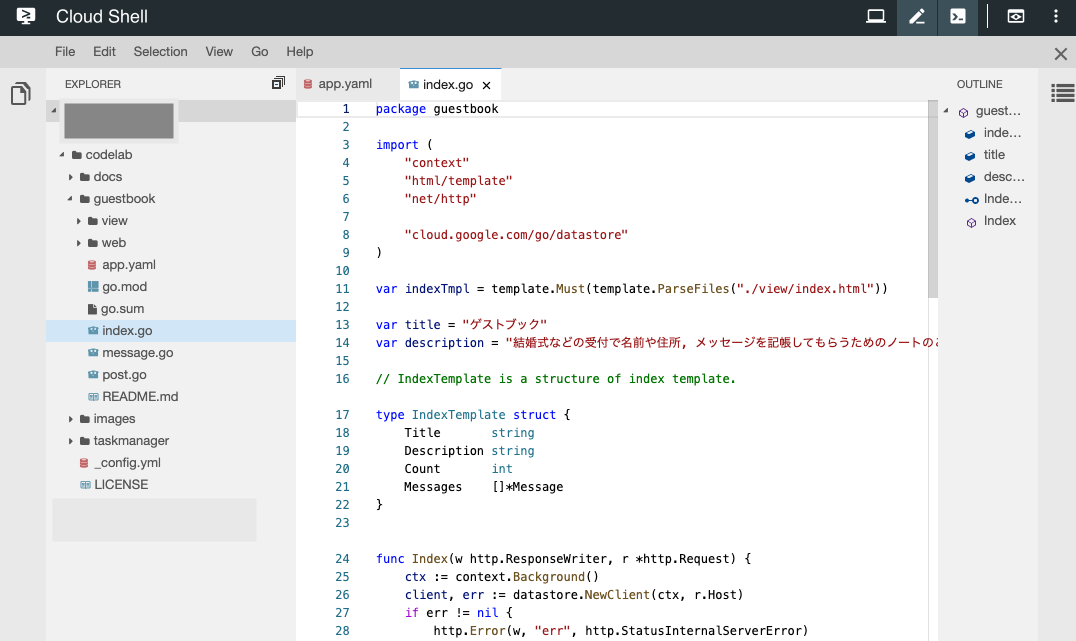 Cloud Shell
File Edit Selection View Go Help
EXPLORER
codelab
docs
guestbook
view
web
app.yaml
go.mod
go.sum
index.go
message.go
post.go
README.md
images
taskmanager
_config.yml
LICENSE
app.yaml index.go
1 package guestbook
2
3 import (
4 "context"
5 "html/template"
6 "net/http"
7
8 "cloud.google.com/go/datastore"
9 )
10
11 var indexTmpl = template.Must(template.ParseFiles("./view/index.html"))
12
13 var title = "ゲストブック"
14 var description = "結婚式などの受付で名前や住所, メッセージを記帳してもらうためのノートの
15
16 // IndexTemplate is a structure of index template.
17 type IndexTemplate struct {
18 Title string
19 Description string
20 Count int
21 Messages []*Message
22 }
23
24 func Index(w http.ResponseWriter, r *http.Request) {
25 ctx := context.Background()
26 client, err := datastore.NewClient(ctx, r.Host)
27 if err != nil {
28 http.Error(w, "err", http.StatusInternalServerError)
OUTLINE
guest...
inde...
title
desc...
Inde...
Index